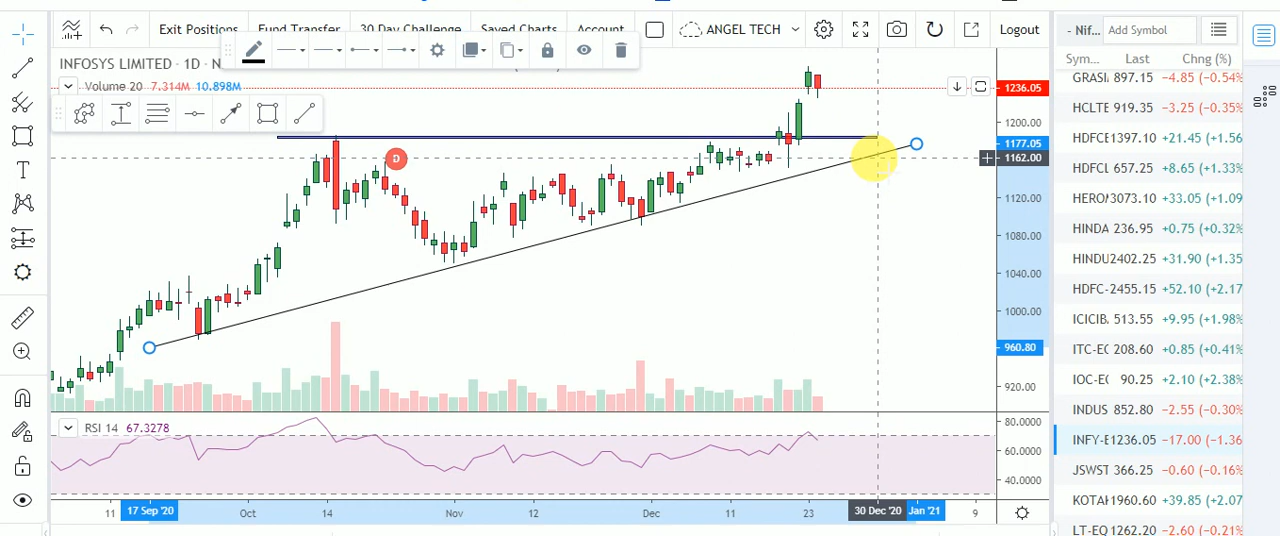 Exit Positions Fund Transfer 30 Day Challenge Saved Charts Account ANGEL TECH Logout
- Nif... Add Symbol
INFOSYS LIMITED · 1D · N
Volume 20 7.314M 10.898M
D
1236.05
1200.00
1177.05
1162.00
1120.00
1080.00
1040.00
1000.00
960.80
920.00
RSI 14 67.3278
80.0000
60.0000
40.0000
11 17 Sep '20 Oct 14 Nov 12 Dec 11 23 30 Dec '20 Jan '21 9
Sym... Last Chng (%)
GRASI 897.15 -4.85 (-0.54%
HCLTE 919.35 -3.25 (-0.35%
HDFCB 1397.10 +21.45 (+1.56
HDFCL 657.25 +8.65 (+1.33%
HERO 3073.10 +33.05 (+1.09
HINDA 236.95 +0.75 (+0.32%
HINDU 2402.25 +31.90 (+1.35
HDFC- 2455.15 +52.10 (+2.17
ICICIB 513.55 +9.95 (+1.98%
ITC-EC 208.60 +0.85 (+0.41%
IOC-EC 90.25 +2.10 (+2.38%
INDUS 852.80 -2.55 (-0.30%
INFY-E 1236.05 -17.00 (-1.36
JSWST 366.25 -0.60 (-0.16%
KOTAK 1960.60 +39.85 (+2.07
LT-EQ 1262.20 -2.60 (-0.21%